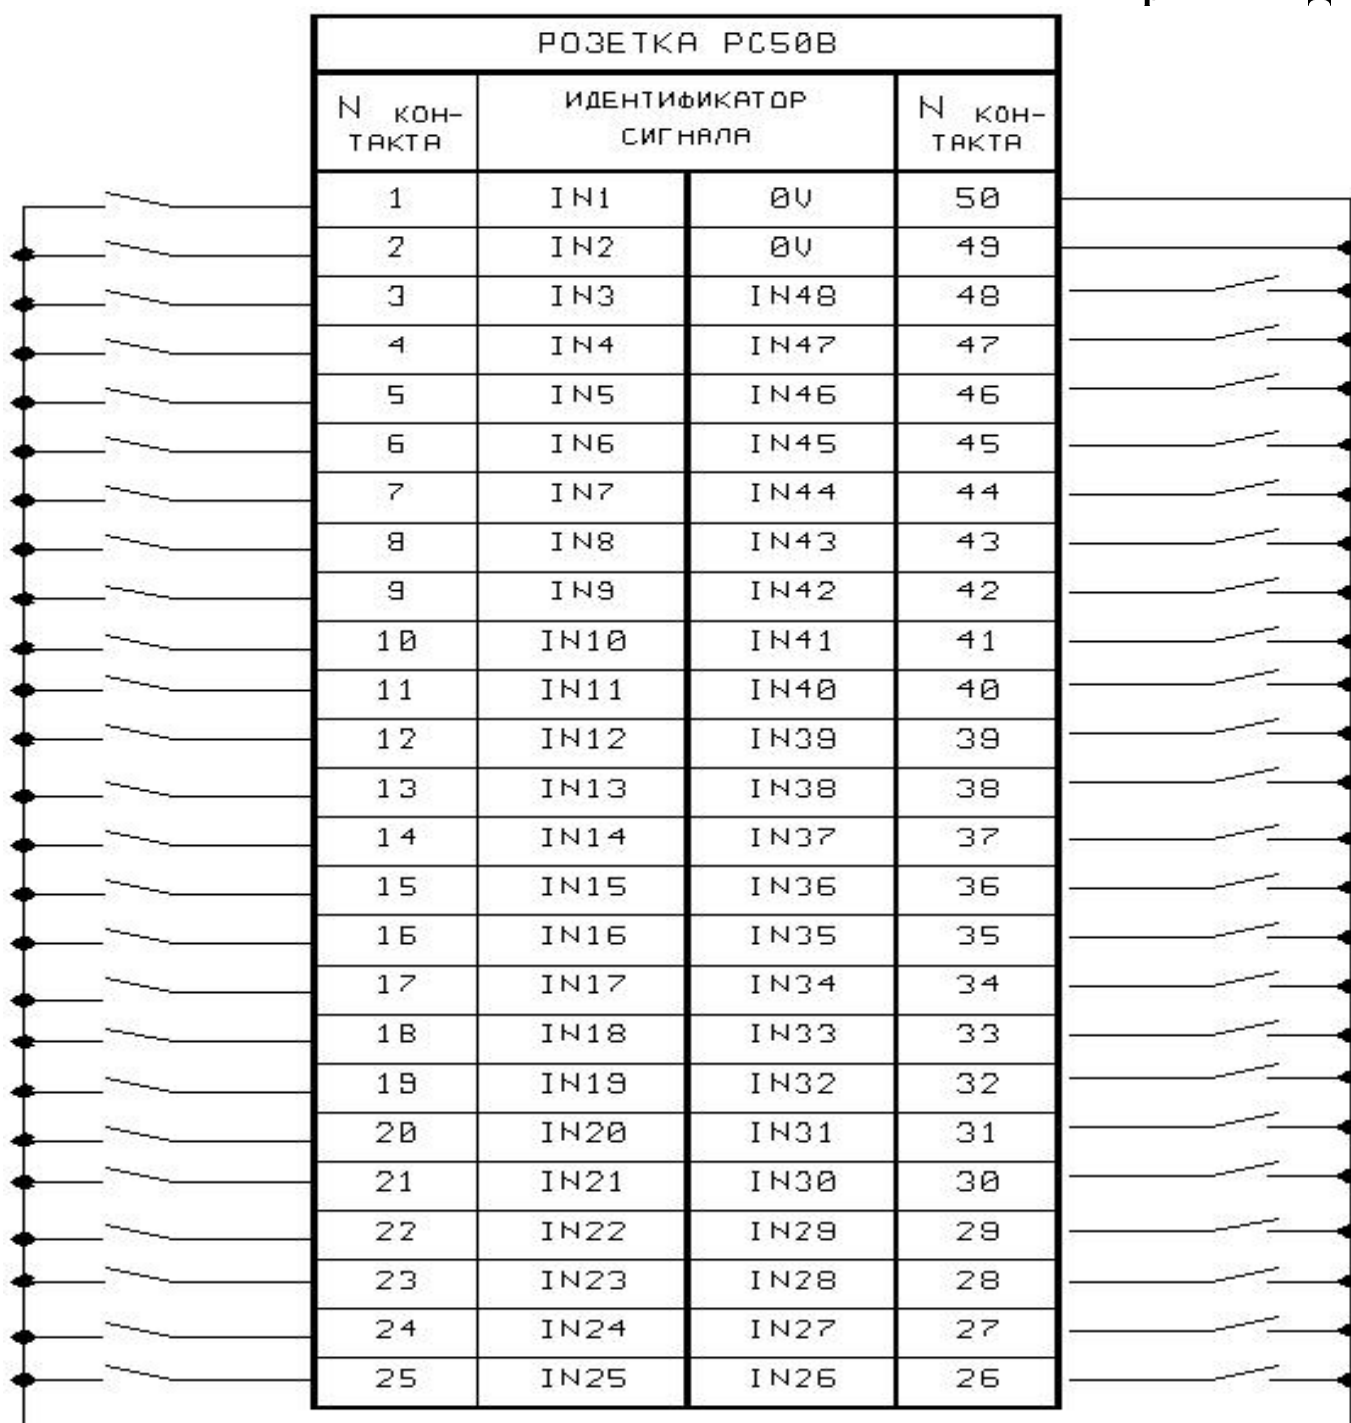 РОЗЕТКА РС50В
N КОН- ИДЕНТИФИКАТОР N КОН-
ТАКТА СИГНАЛА ТАКТА
1 IN1 0V 50
2 IN2 0V 49
3 IN3 IN48 48
4 IN4 IN47 47
5 IN5 IN46 46
6 IN6 IN45 45
7 IN7 IN44 44
8 IN8 IN43 43
9 IN9 IN42 42
10 IN10 IN41 41
11 IN11 IN40 40
12 IN12 IN39 39
13 IN13 IN38 38
14 IN14 IN37 37
15 IN15 IN36 36
16 IN16 IN35 35
17 IN17 IN34 34
18 IN18 IN33 33
19 IN19 IN32 32
20 IN20 IN31 31
21 IN21 IN30 30
22 IN22 IN29 29
23 IN23 IN28 28
24 IN24 IN27 27
25 IN25 IN26 26